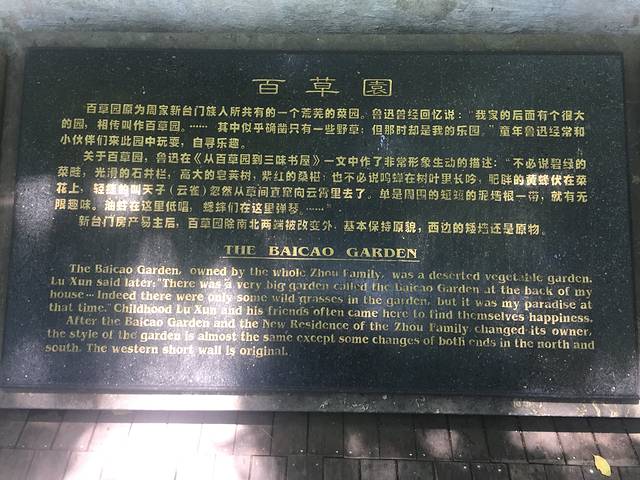 百草園
百草园原为周家新台门族人所共有的一个荒芜的菜园。鲁迅曾经回忆说："我家的后面有个很大
的园，相传叫作百草园。…… 其中似乎确凿只有一些野草；但那时却是我的乐园。"童年鲁迅经常和
小伙伴们来此园中玩耍，自寻乐趣。
关于百草园，鲁迅在《从百草园到三味书屋》一文中作了非常形象生动的描述："不必说碧绿的
菜畦，光滑的石井栏，高大的皂荚树，紫红的桑椹；也不必说鸣蝉在树叶里长吟，肥胖的黄蜂伏在菜
花上，轻捷的叫天子（云雀）忽然从草间直窜向云霄里去了。单是周围的短短的泥墙根一带，就有无
限趣味。油蛉在这里低唱，蟋蟀们在这里弹琴。……"
新台门房产易主后，百草园除南北两端被改变外，基本保持原貌，西边的矮墙还是原物。
THE BAICAO GARDEN
The Baicao Garden, owned by the whole Zhou Family, was a deserted vegetable garden.
Lu Xun said later:"There was a very big garden called the Baicao Garden at the back of my
house···Indeed there were only some wild grasses in the garden, but it was my paradise at
that time." Childhood Lu Xun and his friends often came here to find themselves happiness.
After the Baicao Garden and the New Residence of the Zhou Family changed its owner,
the style of the garden is almost the same except some changes of both ends in the north and
south. The western short wall is original.